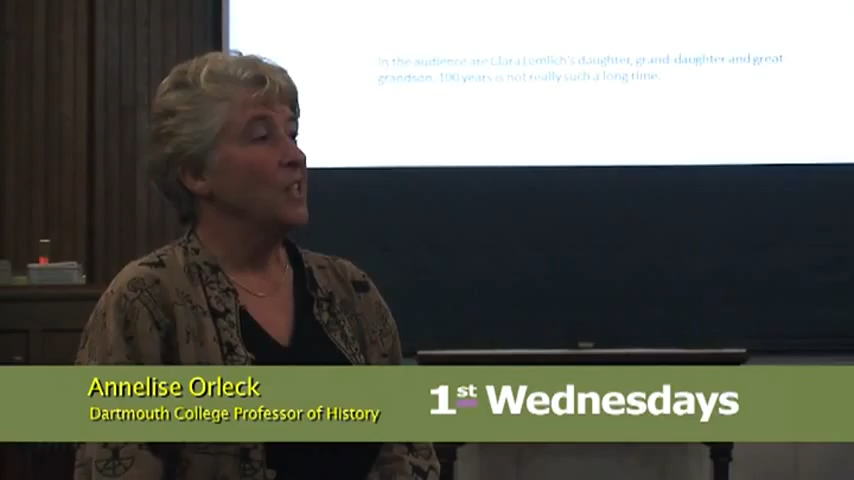 In the audience are Clara Lemlich's daughter, grand-daughter and great
grandson. 100 years is not really such a long time.
Annelise Orleck
Dartmouth College Professor of History
1st Wednesdays